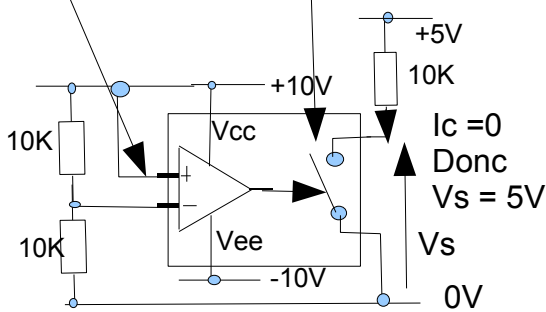 +5V
10K
+10V
Vcc
10K
Ic =0
Donc
Vs = 5V
+
−
Vee
Vs
10K
-10V
0V